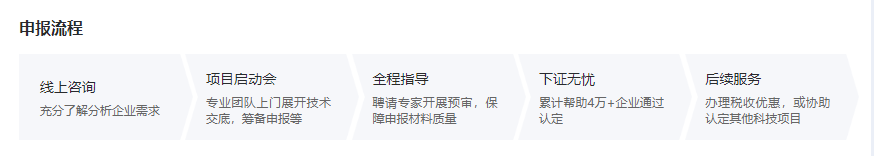 申报流程
线上咨询
充分了解分析企业需求
项目启动会
专业团队上门展开技术
交底，筹备申报等
全程指导
聘请专家开展预审，保
障申报材料质量
下证无忧
累计帮助4万+企业通过
认定
后续服务
办理税收优惠，或协助
认定其他科技项目